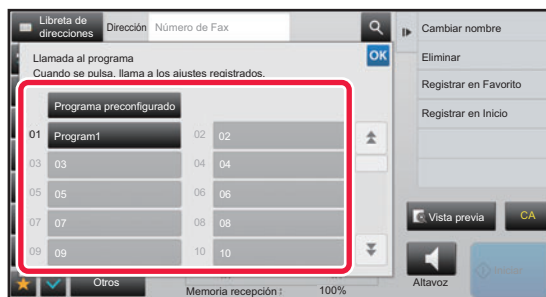 Libreta de
direcciones
Dirección
Número de Fax
Llamada al programa
OK
Cuando se pulsa, llama a los ajustes registrados.
Programa preconfigurado
01 Program1 02 02
03 03 04 04
05 05 06 06
07 07 08 08
09 09 10 10
Otros
Memoria recepción : 100%
Cambiar nombre
Eliminar
Registrar en Favorito
Registrar en Inicio
Vista previa
CA
Altavoz
Iniciar